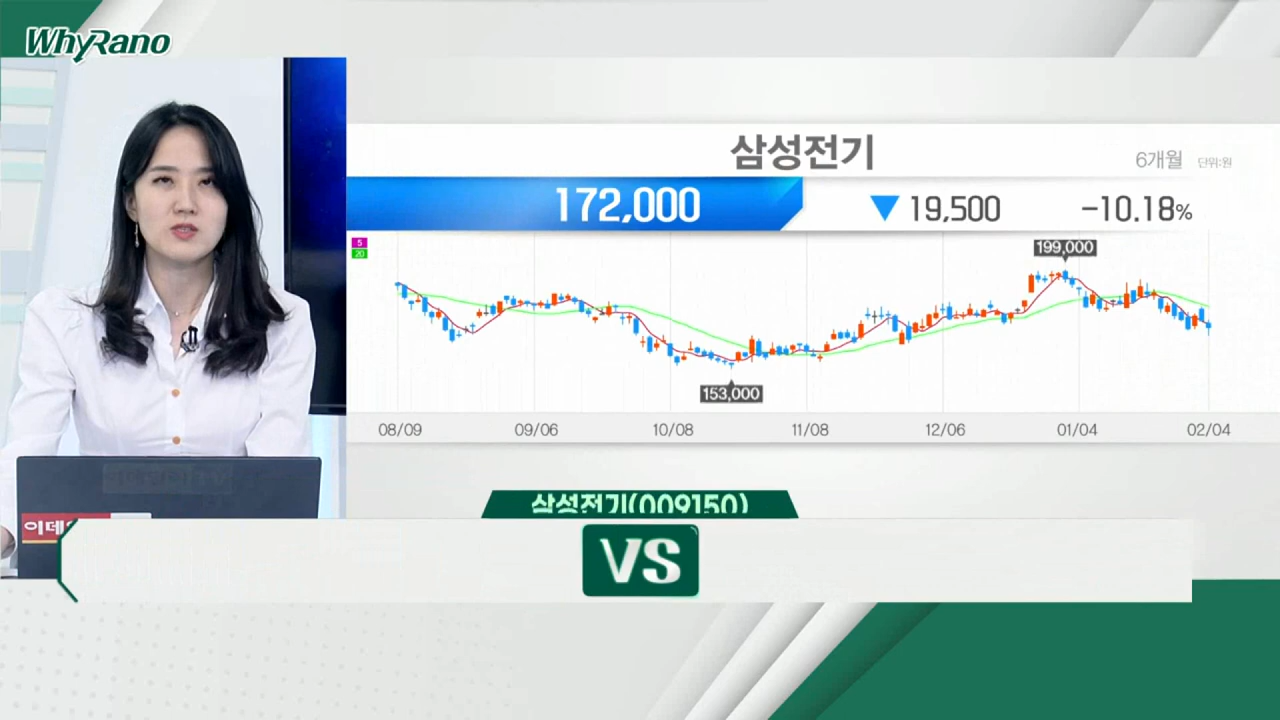 WhyRano
삼성전기
6개월 단위:원
172,000
▼ 19,500
-10.18%
5
20
199,000
153,000
08/09 09/06 10/08 11/08 12/06 01/04 02/04
삼성전기(009150)
이데
VS